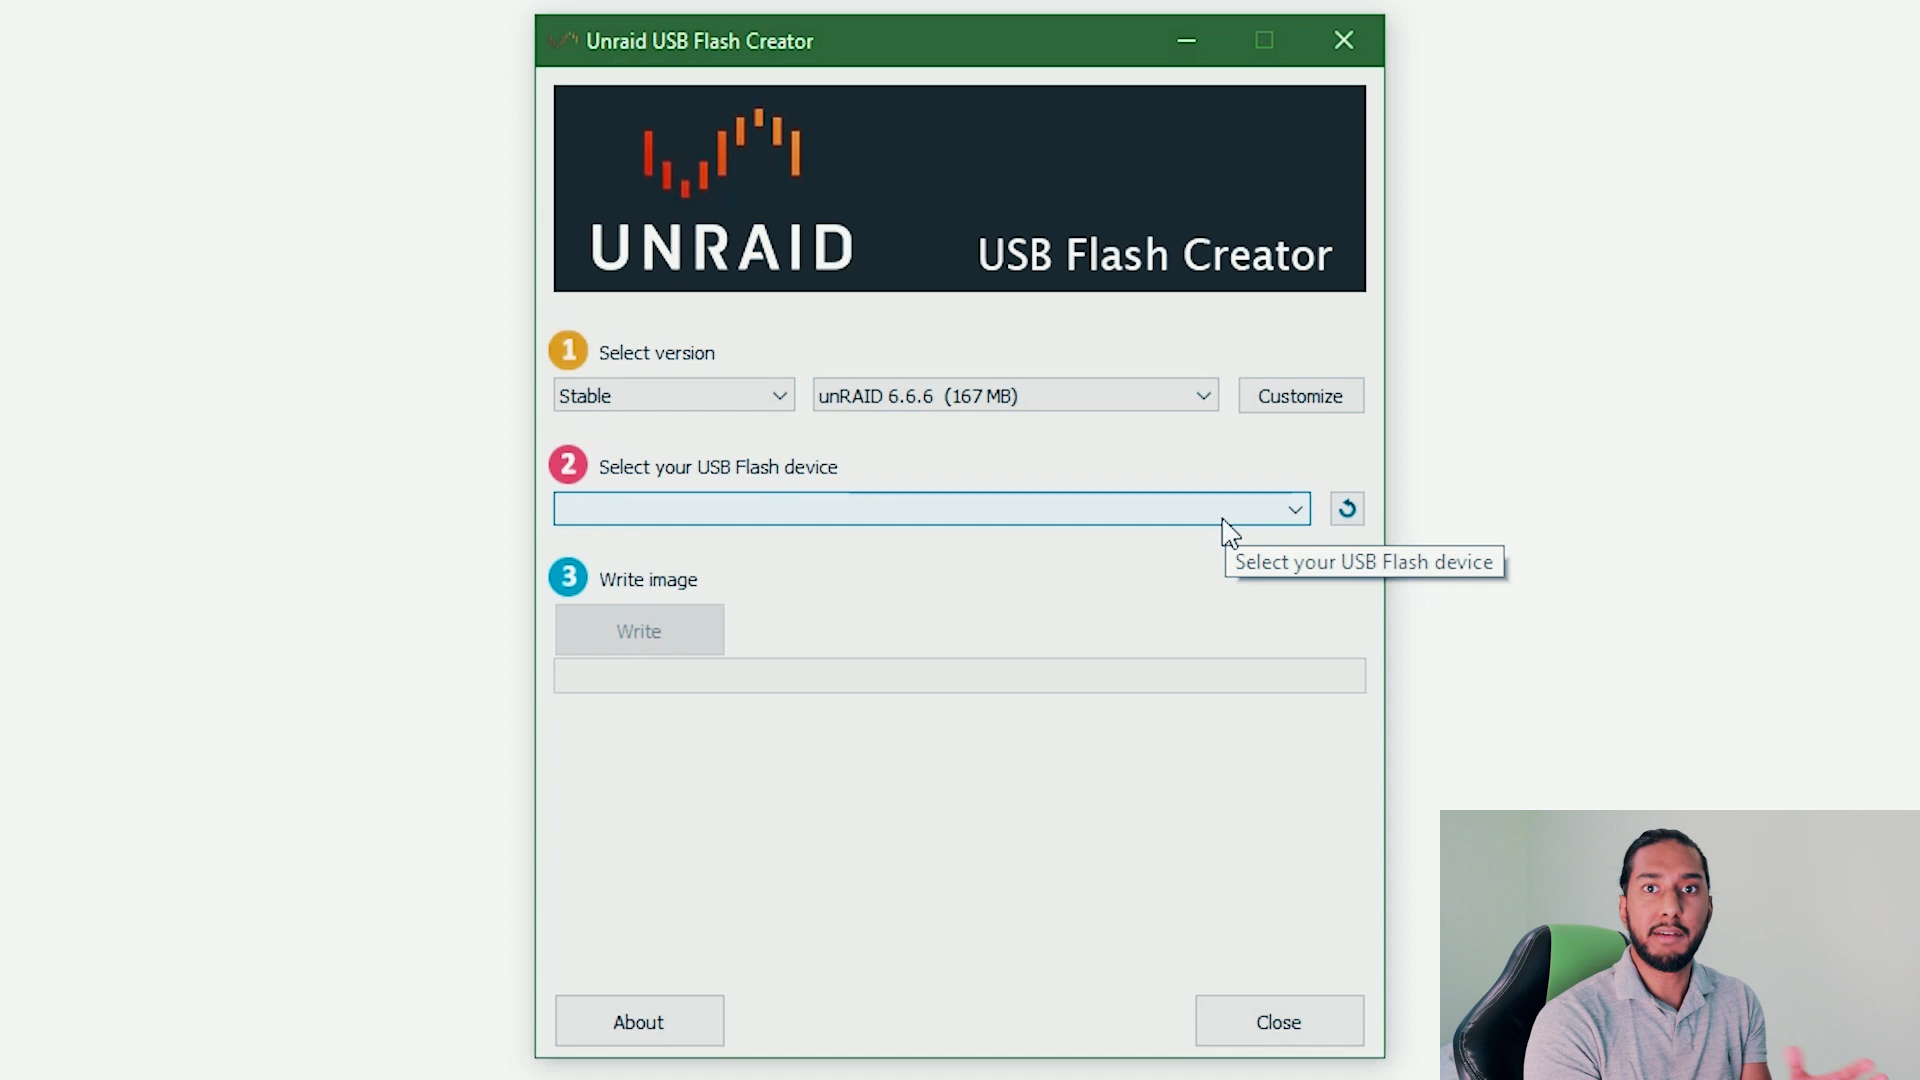 Unraid USB Flash Creator
UNRAID
USB Flash Creator
1 Select version
Stable
unRAID 6.6.6 (167 MB)
Customize
2 Select your USB Flash device
Select your USB Flash device
3 Write image
Write
About
Close